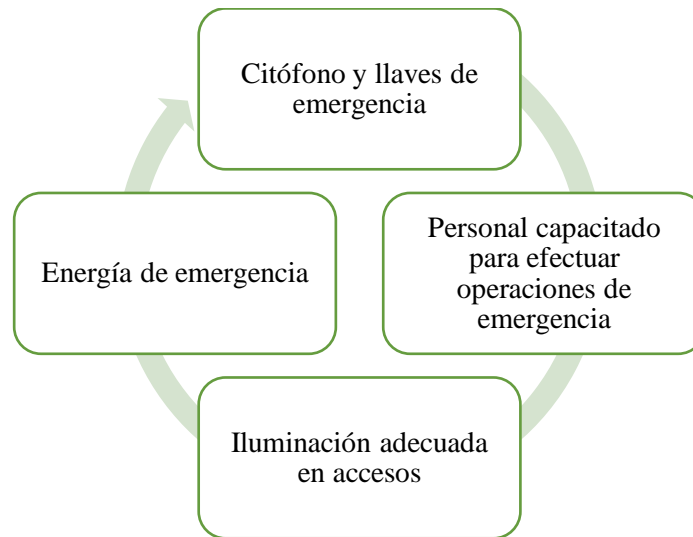 Citófono y llaves de
emergencia
Personal capacitado
para efectuar
operaciones de
emergencia
Iluminación adecuada
en accesos
Energía de emergencia